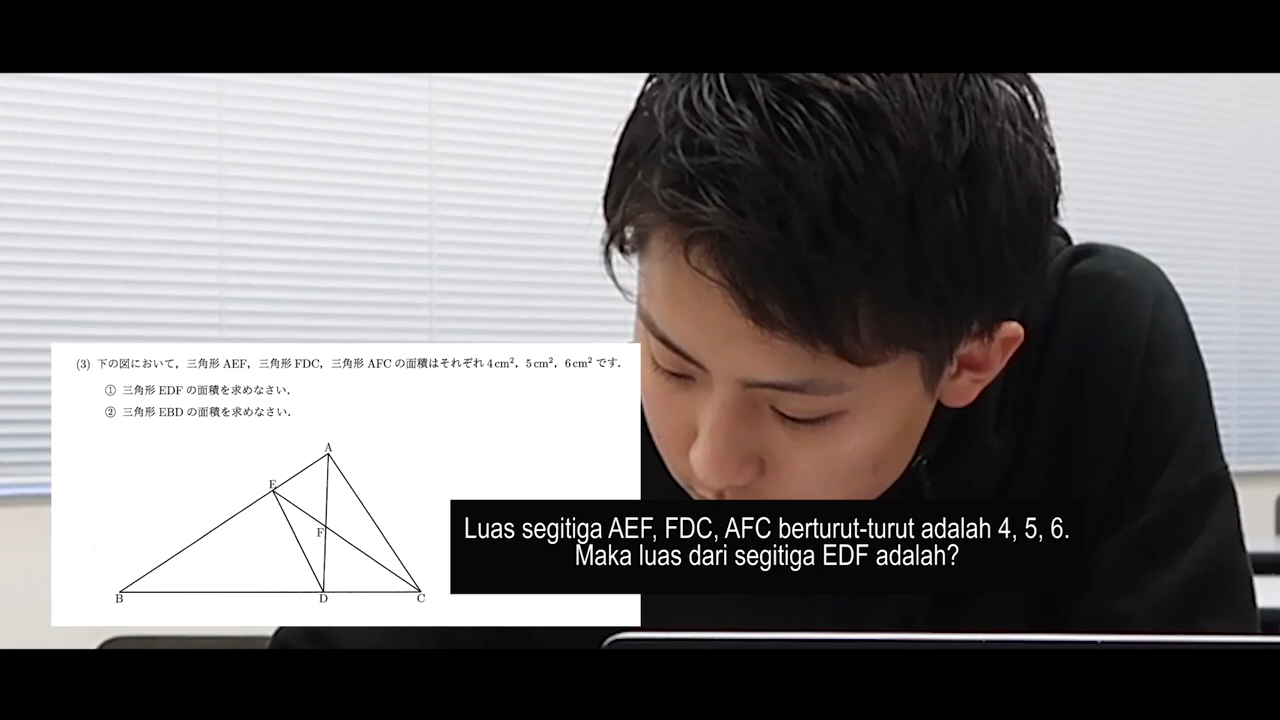 (3) 下の図において，三角形 AEF，三角形 FDC，三角形 AFC の面積はそれぞれ 4 cm²，5 cm²，6 cm² です．
① 三角形 EDF の面積を求めなさい．
② 三角形 EBD の面積を求めなさい．
A
E
F
B
D
C
Luas segitiga AEF, FDC, AFC berturut-turut adalah 4, 5, 6.
Maka luas dari segitiga EDF adalah?